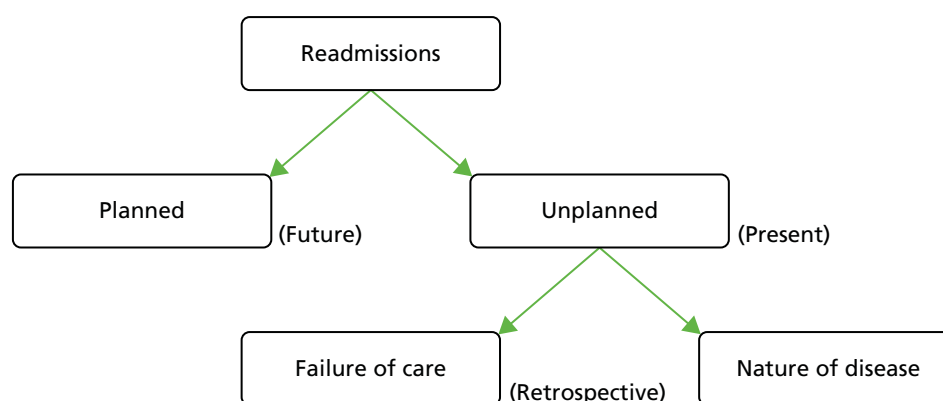 Readmissions
Planned
Unplanned
(Future)
(Present)
Failure of care
Nature of disease
(Retrospective)